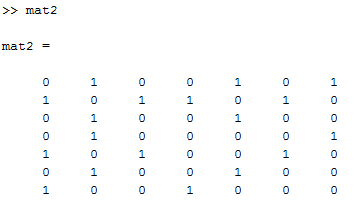 >> mat2
mat2 =
0 1 0 0 1 0 1
1 0 1 1 0 1 0
0 1 0 0 1 0 0
0 1 0 0 0 0 1
1 0 1 0 0 1 0
0 1 0 0 1 0 0
1 0 0 1 0 0 0